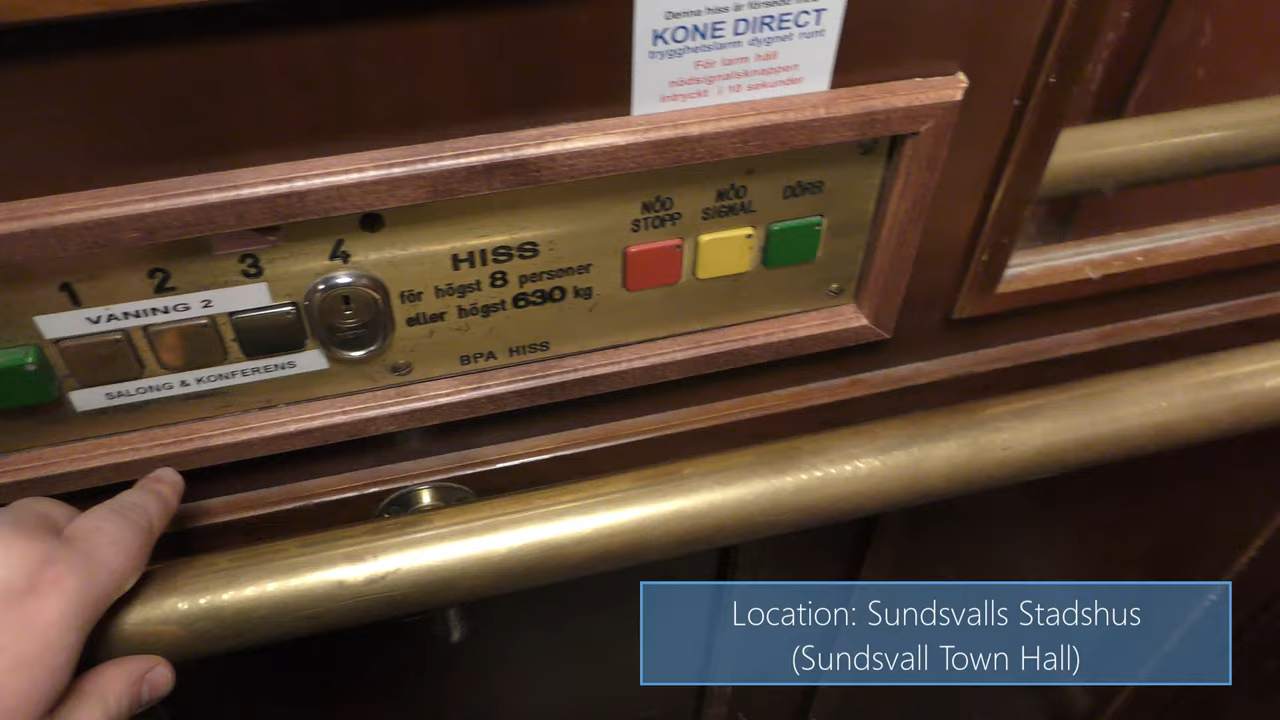 Denna hiss är försedd med
KONE DIRECT
trygghetslarm dygnet runt
För larm håll
nödsignalsknappen
intryckt i 10 sekunder
1 2 3 4
VÅNING 2
SALONG & KONFERENS
HISS
för högst 8 personer
eller högst 630 kg
BPA HISS
NÖD
STOPP
NÖD
SIGNAL
DÖRR
Location: Sundsvalls Stadshus
(Sundsvall Town Hall)